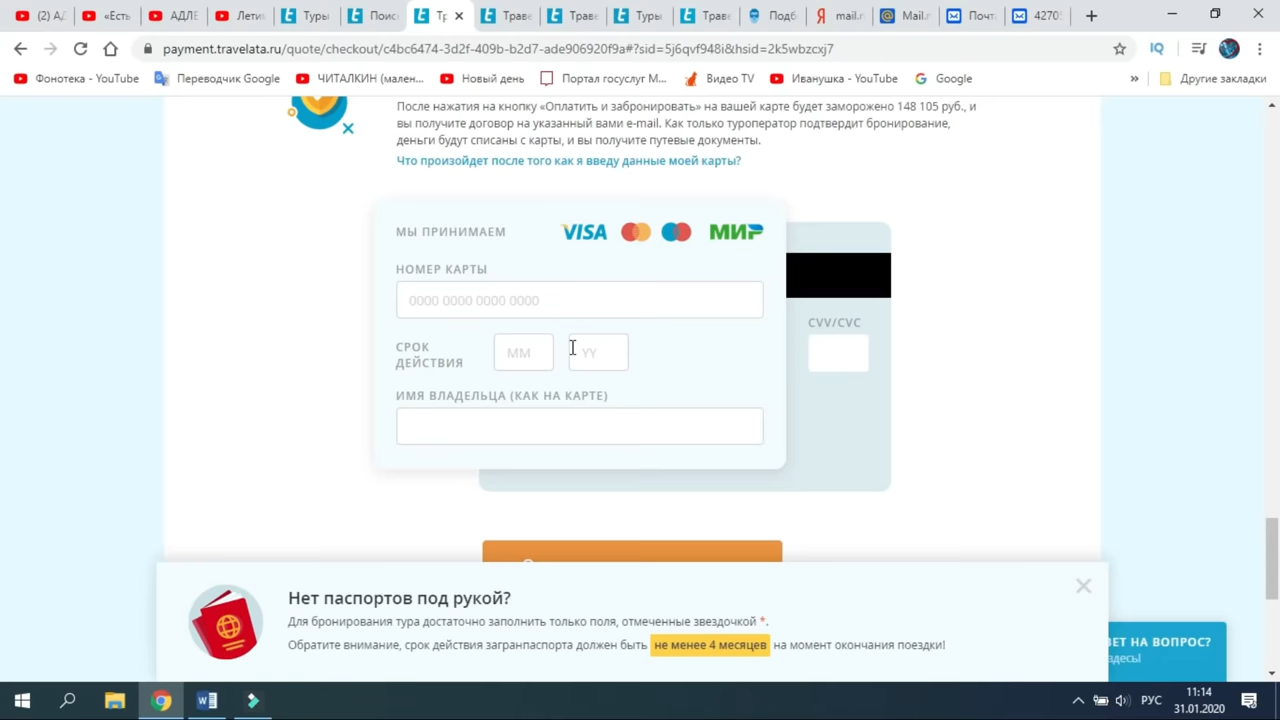 (2) АД
«Есть
АДЛЕ
Летим
Туры
Поис
Тр
Траве
Траве
Туры
Траве
Подб
mail.r
Mail.r
Почт
42705
payment.travelata.ru/quote/checkout/c4bc6474-3d2f-409b-b2d7-ade906920f9a#?sid=5j6qvf948i&hsid=2k5wbzcxj7
IQ
Фонотека - YouTube
Переводчик Google
ЧИТАЛКИН (мален...
Новый день
Портал госуслуг М...
Видео TV
Иванушка - YouTube
Google
»
Другие закладки
После нажатия на кнопку «Оплатить и забронировать» на вашей карте будет заморожено 148 105 руб., и
вы получите договор на указанный вами e-mail. Как только туроператор подтвердит бронирование,
деньги будут списаны с карты, и вы получите путевые документы.
Что произойдет после того как я введу данные моей карты?
МЫ ПРИНИМАЕМ
VISA
МИР
НОМЕР КАРТЫ
0000 0000 0000 0000
CVV/CVC
СРОК
ДЕЙСТВИЯ
MM
YY
ИМЯ ВЛАДЕЛЬЦА (КАК НА КАРТЕ)
Нет паспортов под рукой?
Для бронирования тура достаточно заполнить только поля, отмеченные звездочкой *.
Обратите внимание, срок действия загранпаспорта должен быть не менее 4 месяцев на момент окончания поездки!
ЕТ НА ВОПРОС?
здесь!
РУС
11:14
31.01.2020